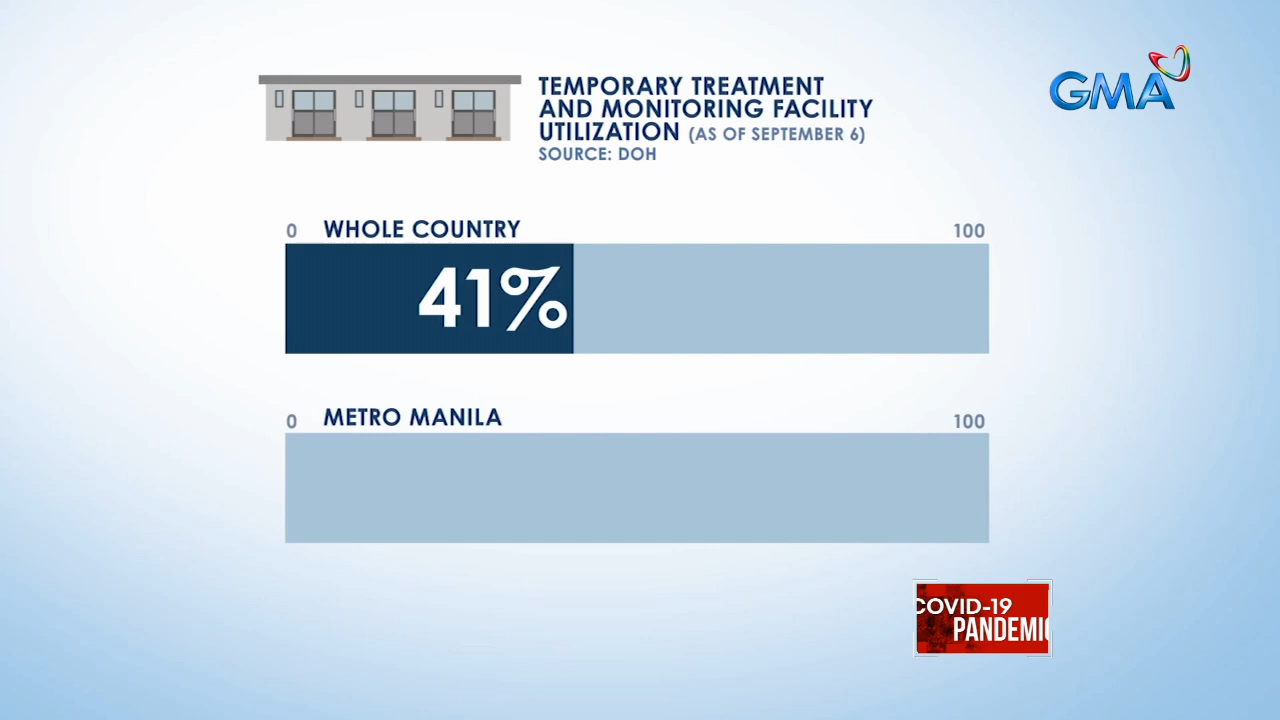 TEMPORARY TREATMENT
AND MONITORING FACILITY
UTILIZATION (AS OF SEPTEMBER 6)
SOURCE: DOH
GMA
0 WHOLE COUNTRY 100
41%
0 METRO MANILA 100
COVID-19
PANDEMIC